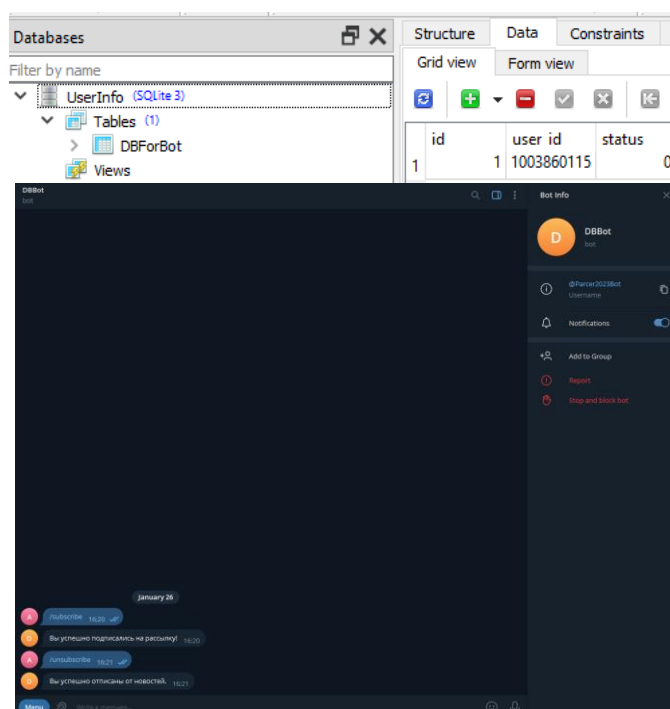 Databases
Filter by name
UserInfo (SQLite 3)
Tables (1)
DBForBot
Views
Structure Data Constraints
Grid view Form view
id user id status
1 1 1003860115 0
DBBot
bot
January 26
A /subscribe 16:20
D Вы успешно подписались на рассылку! 16:20
A /unsubscribe 16:21
D Вы успешно отписаны от новостей. 16:21
Menu
Bot Info
D DBBot
bot
@Parcer2023Bot
Username
Notifications
Add to Group
Report
Stop and block bot